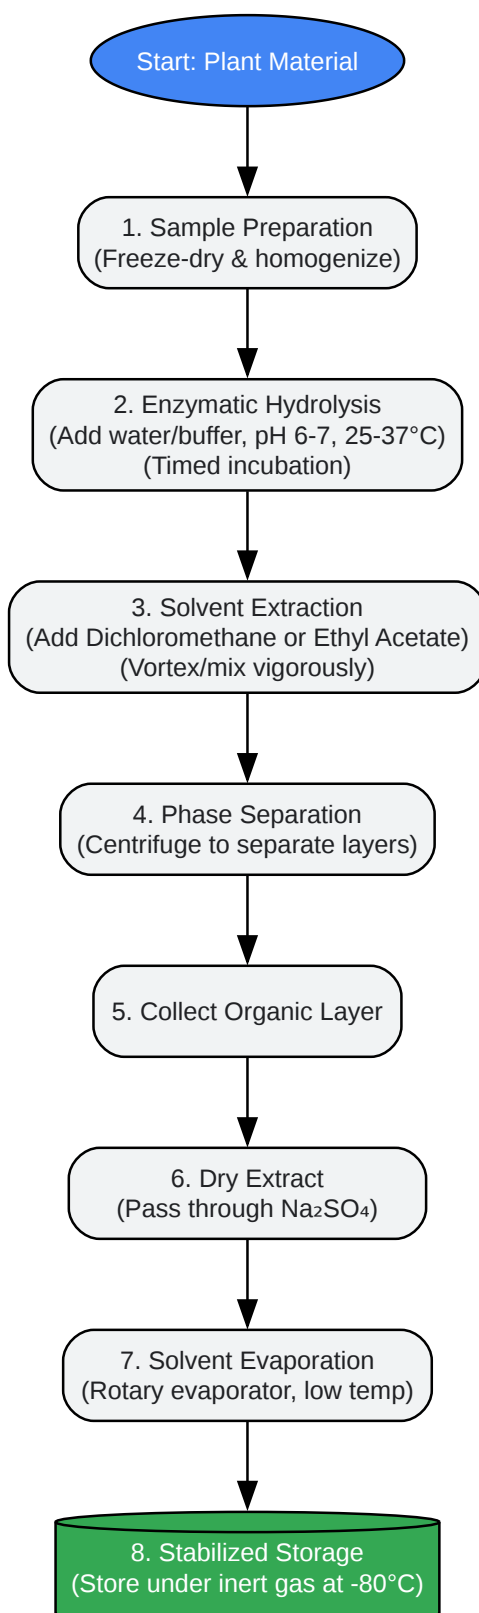 Start: Plant Material
1. Sample Preparation
(Freeze-dry & homogenize)
2. Enzymatic Hydrolysis
(Add water/buffer, pH 6-7, 25-37°C)
(Timed incubation)
3. Solvent Extraction
(Add Dichloromethane or Ethyl Acetate)
(Vortex/mix vigorously)
4. Phase Separation
(Centrifuge to separate layers)
5. Collect Organic Layer
6. Dry Extract
(Pass through Na₂SO₄)
7. Solvent Evaporation
(Rotary evaporator, low temp)
8. Stabilized Storage
(Store under inert gas at -80°C)